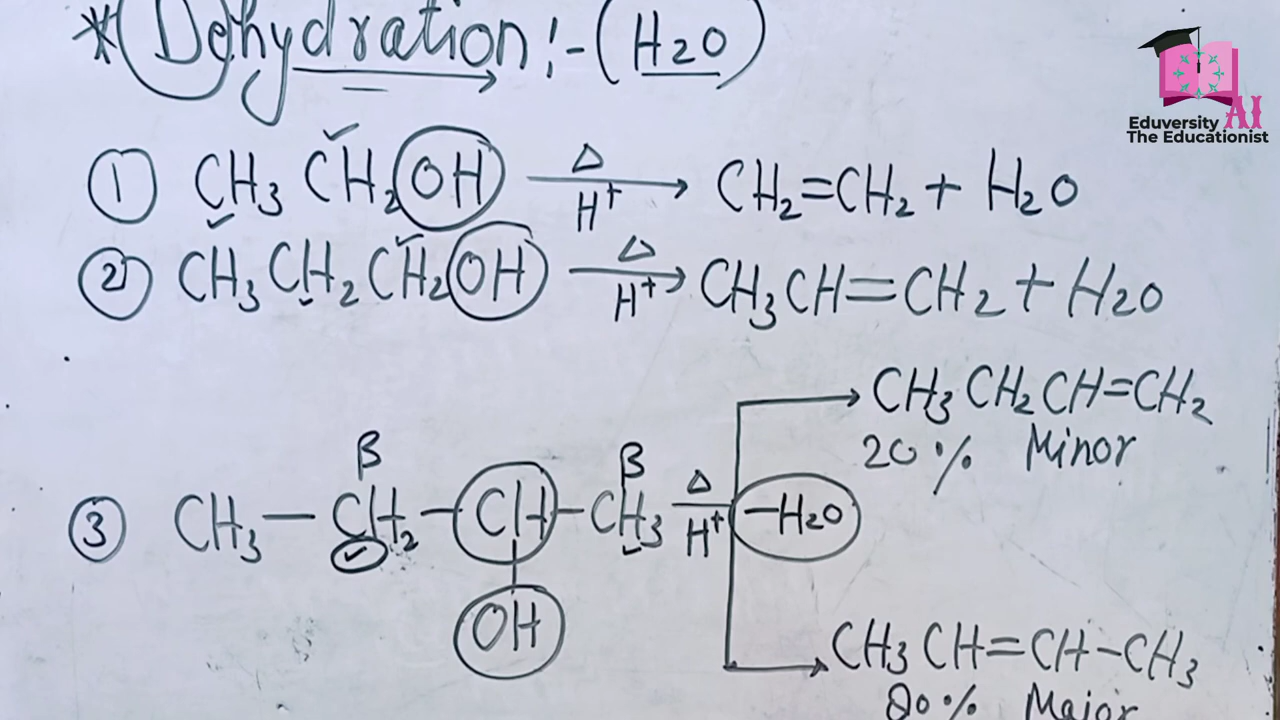 * Dehydration :- (H2O)
Eduversity AI
The Educationist
① CH3 CH2 OH Δ H+ → CH2=CH2 + H2O
② CH3 CH2 CH2 OH Δ H+ → CH3CH=CH2 + H2O
CH3 CH2 CH=CH2
20% Minor
β β
③ CH3 — CH2 — CH — CH3 Δ H+ −H2O
OH
CH3 CH=CH−CH3
80% Major